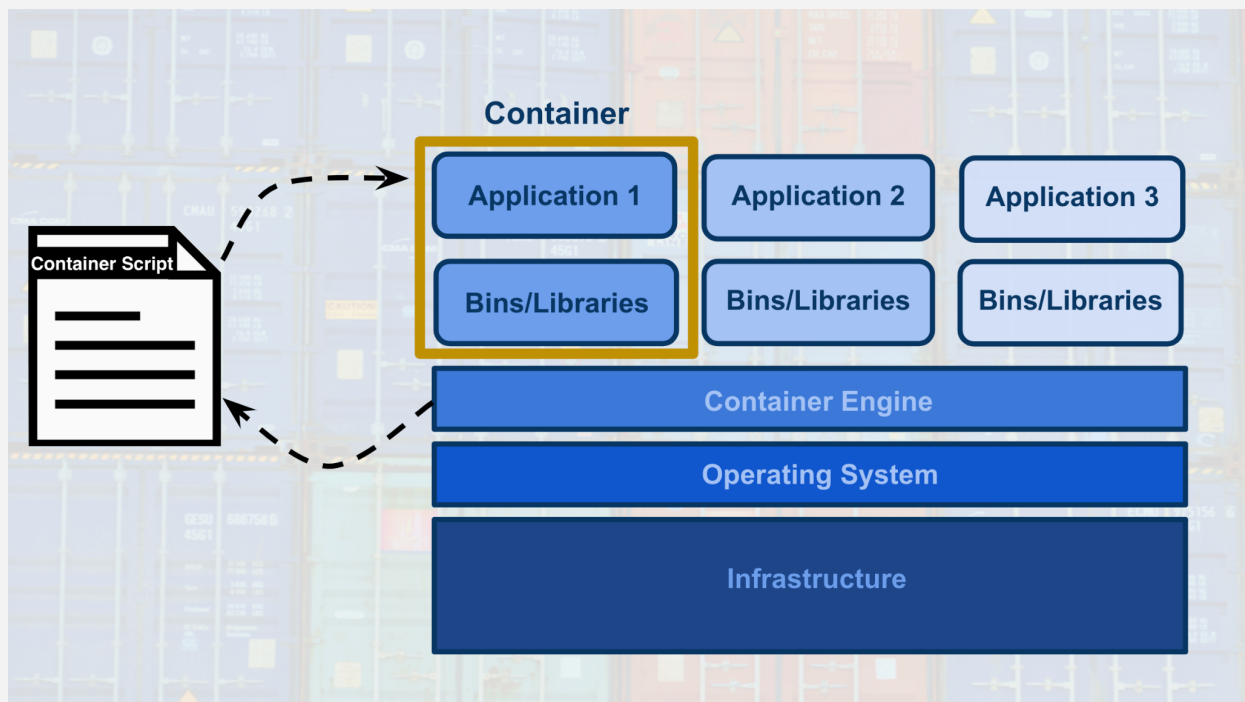 Container
Application 1
Application 2
Application 3
Container Script
Bins/Libraries
Bins/Libraries
Bins/Libraries
Container Engine
Operating System
Infrastructure